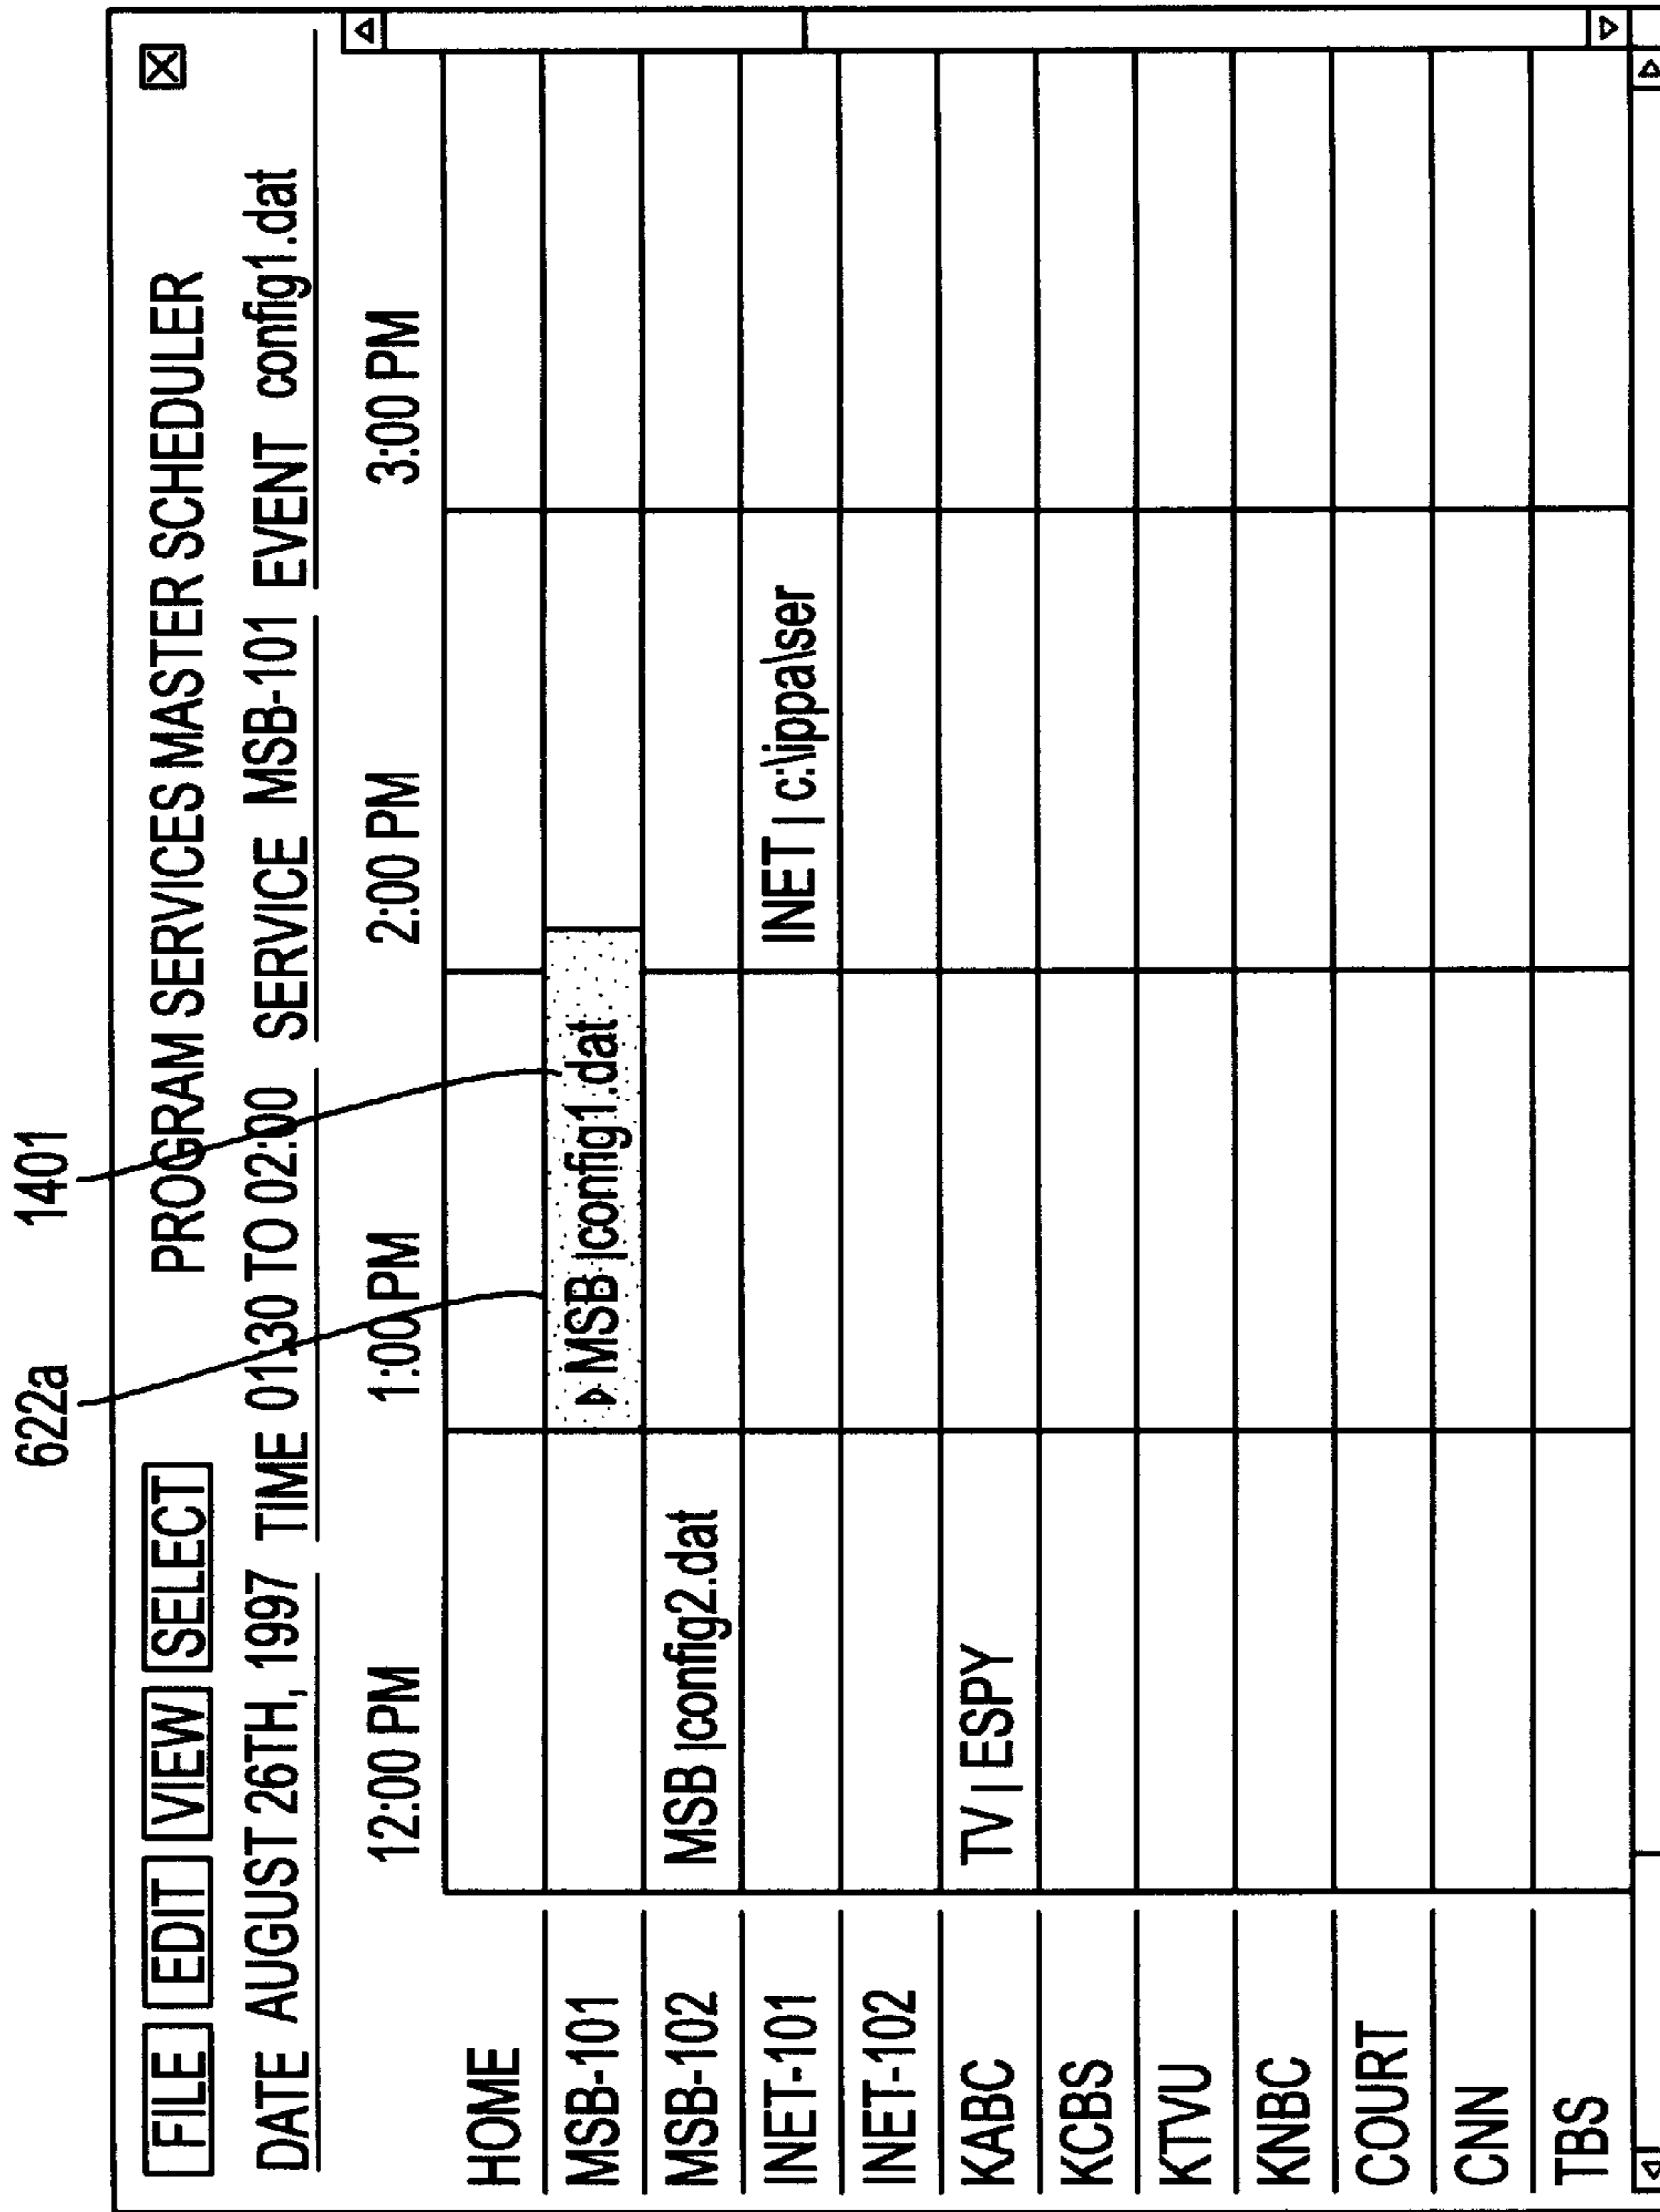 622a 1401
FILE EDIT VIEW SELECT PROGRAM SERVICES MASTER SCHEDULER X
DATE AUGUST 26TH, 1997 TIME 01:30 TO 02:00 SERVICE MSB-101 EVENT config1.dat
12:00 PM 1:00 PM 2:00 PM 3:00 PM
HOME
MSB-101 MSB |config1.dat
MSB-102 MSB |config2.dat
INET-101 INET | c:\ippa\ser
INET-102
KABC TV | ESPY
KCBS
KTVU
KNBC
COURT
CNN
TBS